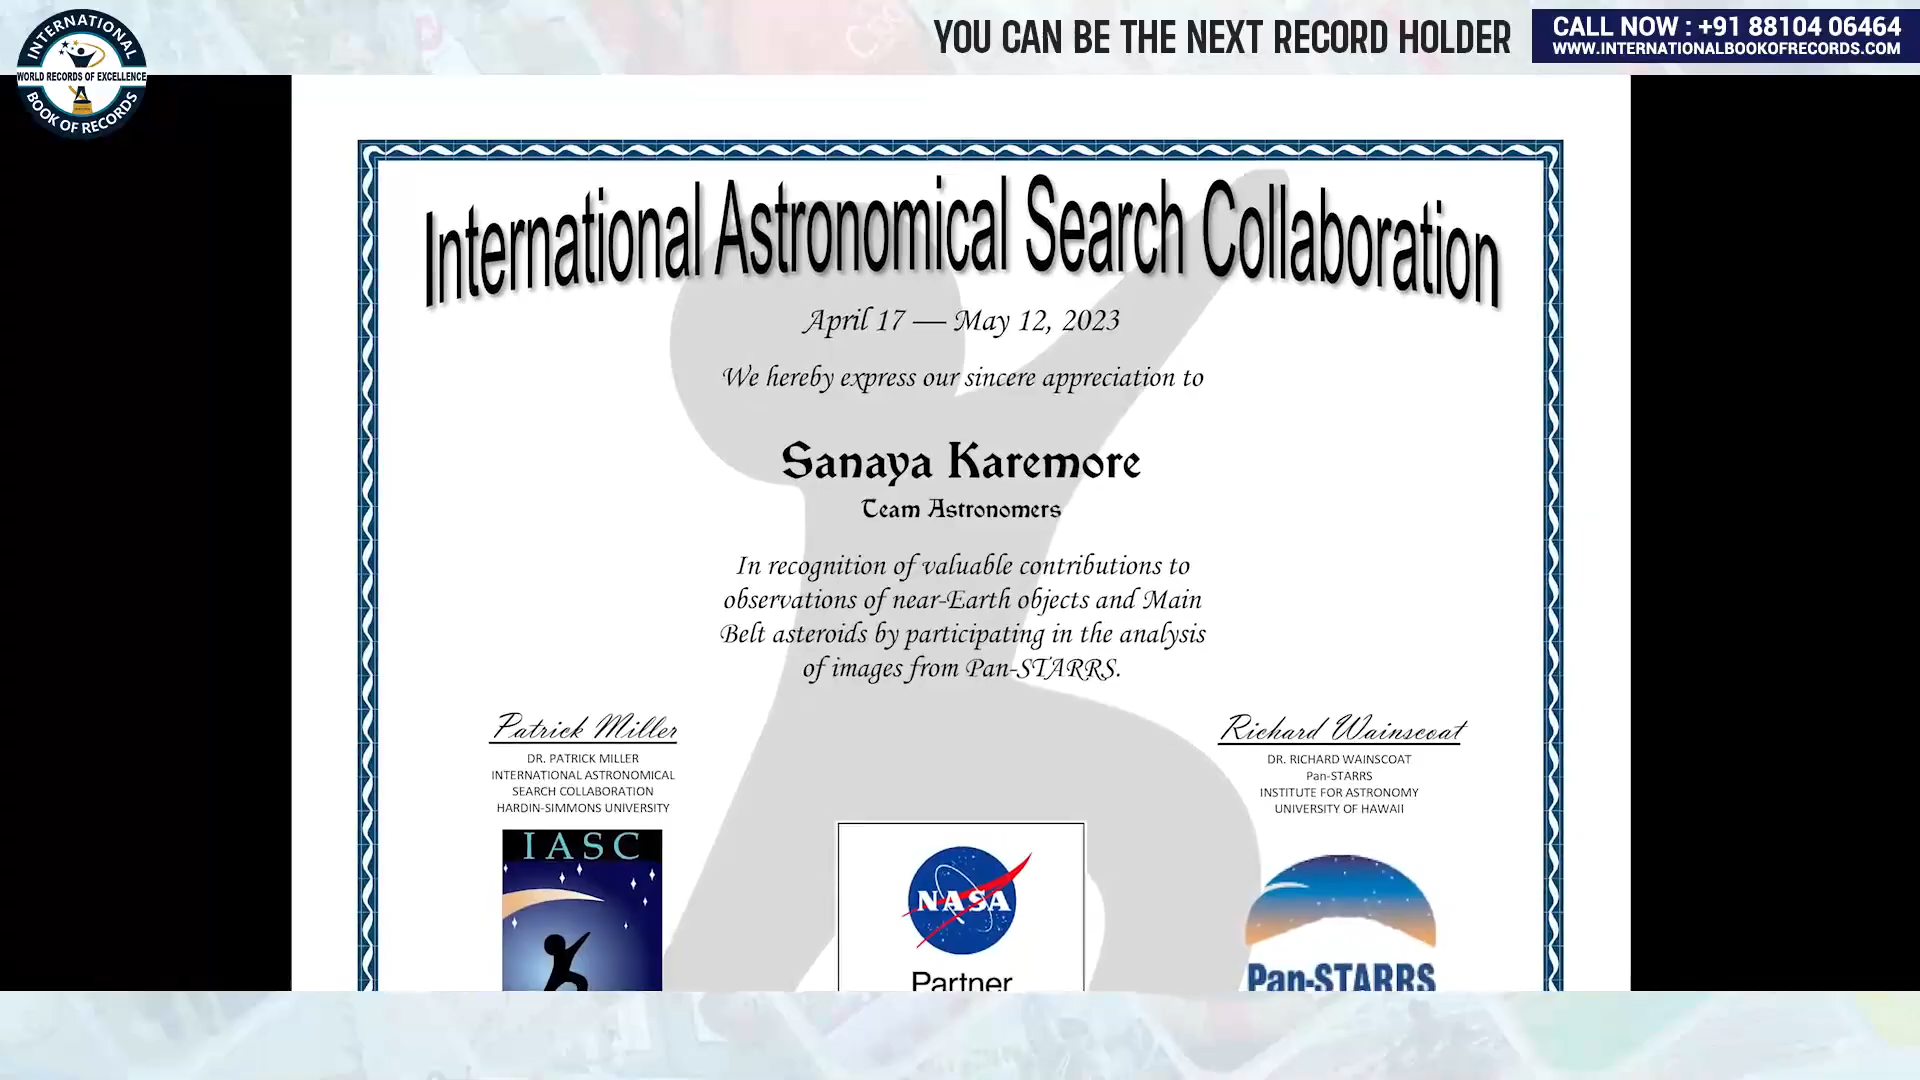 INTERNATIONAL
WORLD RECORDS OF EXCELLENCE
BOOK OF RECORDS
YOU CAN BE THE NEXT RECORD HOLDER
CALL NOW : +91 88104 06464
WWW.INTERNATIONALBOOKOFRECORDS.COM
International Astronomical Search Collaboration
April 17 — May 12, 2023
We hereby express our sincere appreciation to
Sanaya Karemore
Team Astronomers
In recognition of valuable contributions to
observations of near-Earth objects and Main
Belt asteroids by participating in the analysis
of images from Pan-STARRS.
Patrick Miller
DR. PATRICK MILLER
INTERNATIONAL ASTRONOMICAL
SEARCH COLLABORATION
HARDIN-SIMMONS UNIVERSITY
Richard Wainscoat
DR. RICHARD WAINSCOAT
Pan-STARRS
INSTITUTE FOR ASTRONOMY
UNIVERSITY OF HAWAII
IASC
NASA
Partner
Pan-STARRS